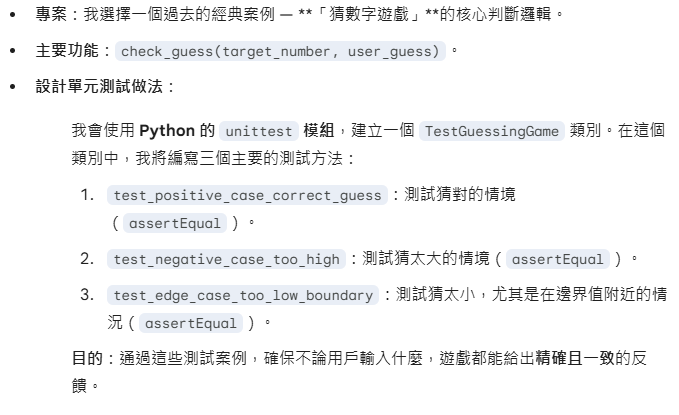 • 專案：我選擇一個過去的經典案例 — **「猜數字遊戲」**的核心判斷邏輯。
• 主要功能：check_guess(target_number, user_guess)。
• 設計單元測試做法：
我會使用 Python 的 unittest 模組，建立一個 TestGuessingGame 類別。在這個
類別中，我將編寫三個主要的測試方法：
1. test_positive_case_correct_guess：測試猜對的情境
（assertEqual）。
2. test_negative_case_too_high：測試猜太大的情境（assertEqual）。
3. test_edge_case_too_low_boundary：測試猜太小，尤其是在邊界值附近的情
況（assertEqual）。
目的：通過這些測試案例，確保不論用戶輸入什麼，遊戲都能給出精確且一致的反
饋。